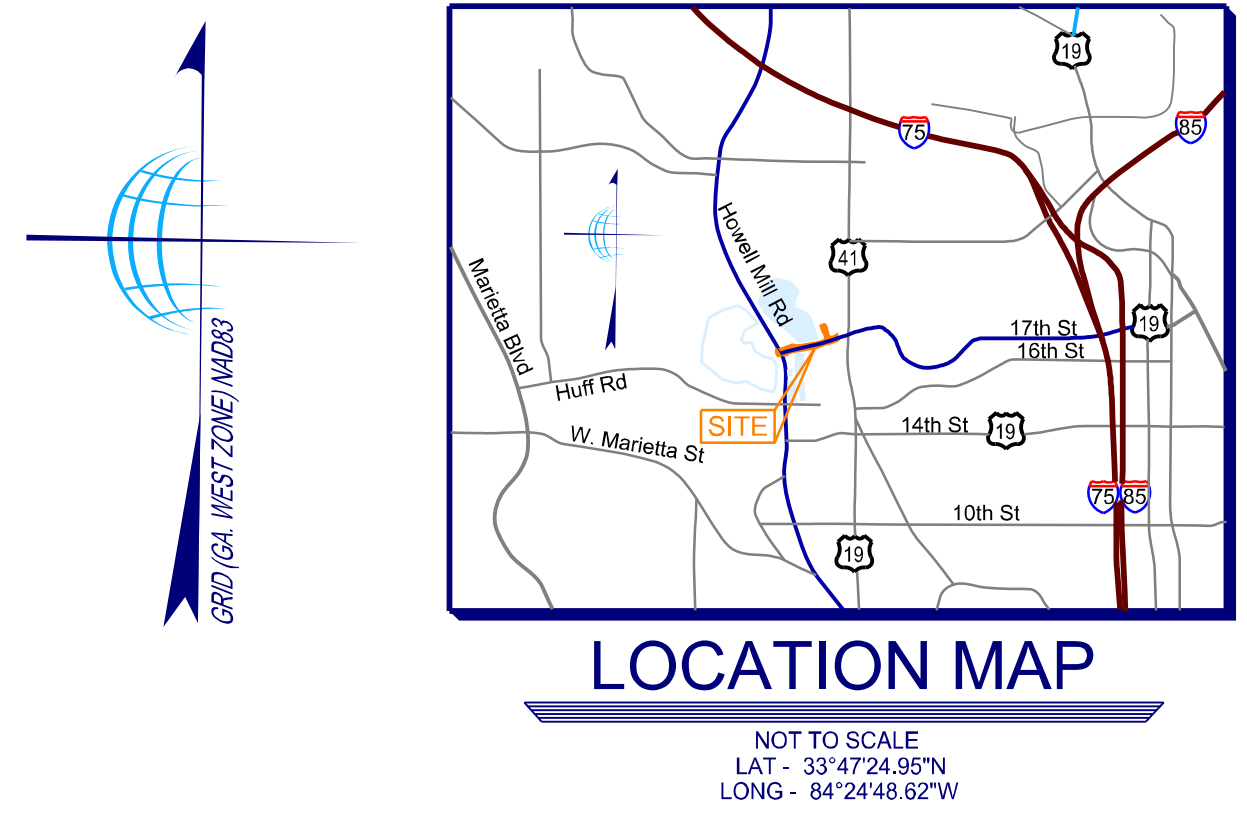 GRID (GA. WEST ZONE) NAD83
19
75
85
Howell Mill Rd
41
Marietta Blvd
17th St
19
16th St
Huff Rd
SITE
14th St
19
W. Marietta St
75
85
10th St
19
LOCATION MAP
NOT TO SCALE
LAT - 33°47'24.95"N
LONG - 84°24'48.62"W